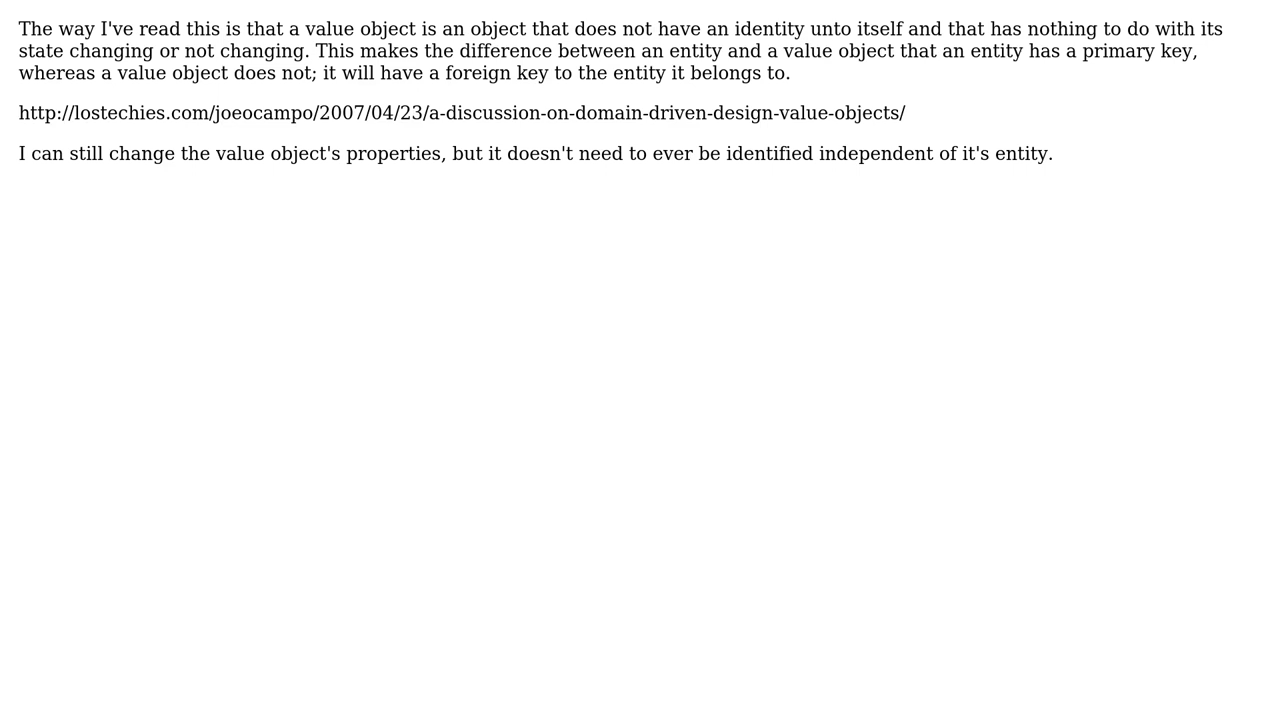 The way I've read this is that a value object is an object that does not have an identity unto itself and that has nothing to do with its
state changing or not changing. This makes the difference between an entity and a value object that an entity has a primary key,
whereas a value object does not; it will have a foreign key to the entity it belongs to.
http://lostechies.com/joeocampo/2007/04/23/a-discussion-on-domain-driven-design-value-objects/
I can still change the value object's properties, but it doesn't need to ever be identified independent of it's entity.